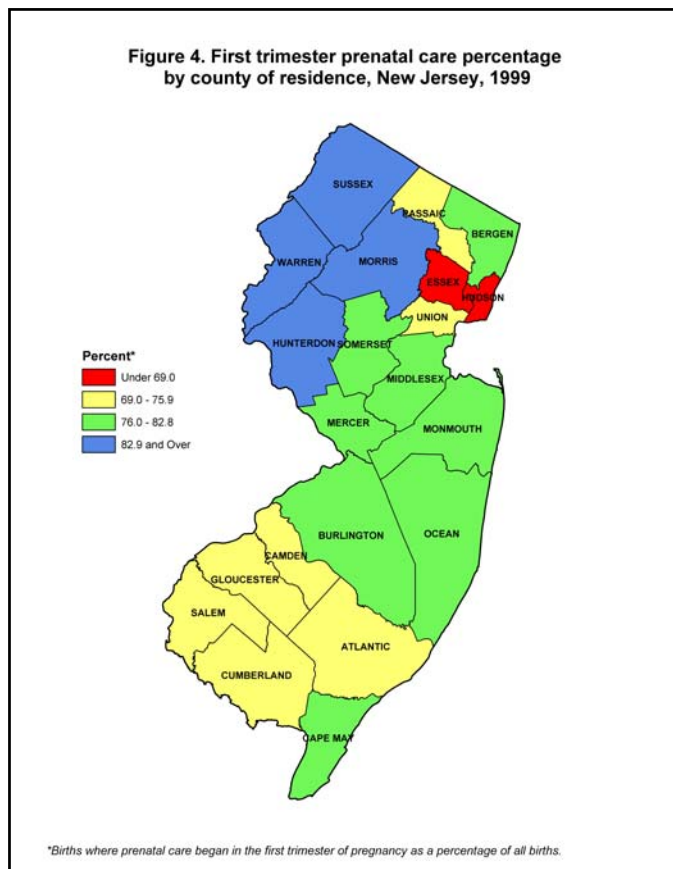 Figure 4. First trimester prenatal care percentage
by county of residence, New Jersey, 1999
SUSSEX
PASSAIC
BERGEN
WARREN
MORRIS
ESSEX
HUDSON
UNION
HUNTERDON
SOMERSET
MIDDLESEX
MERCER
MONMOUTH
Percent*
Under 69.0
69.0 - 75.9
76.0 - 82.8
82.9 and Over
BURLINGTON
OCEAN
CAMDEN
GLOUCESTER
SALEM
ATLANTIC
CUMBERLAND
CAPE MAY
*Births where prenatal care began in the first trimester of pregnancy as a percentage of all births.